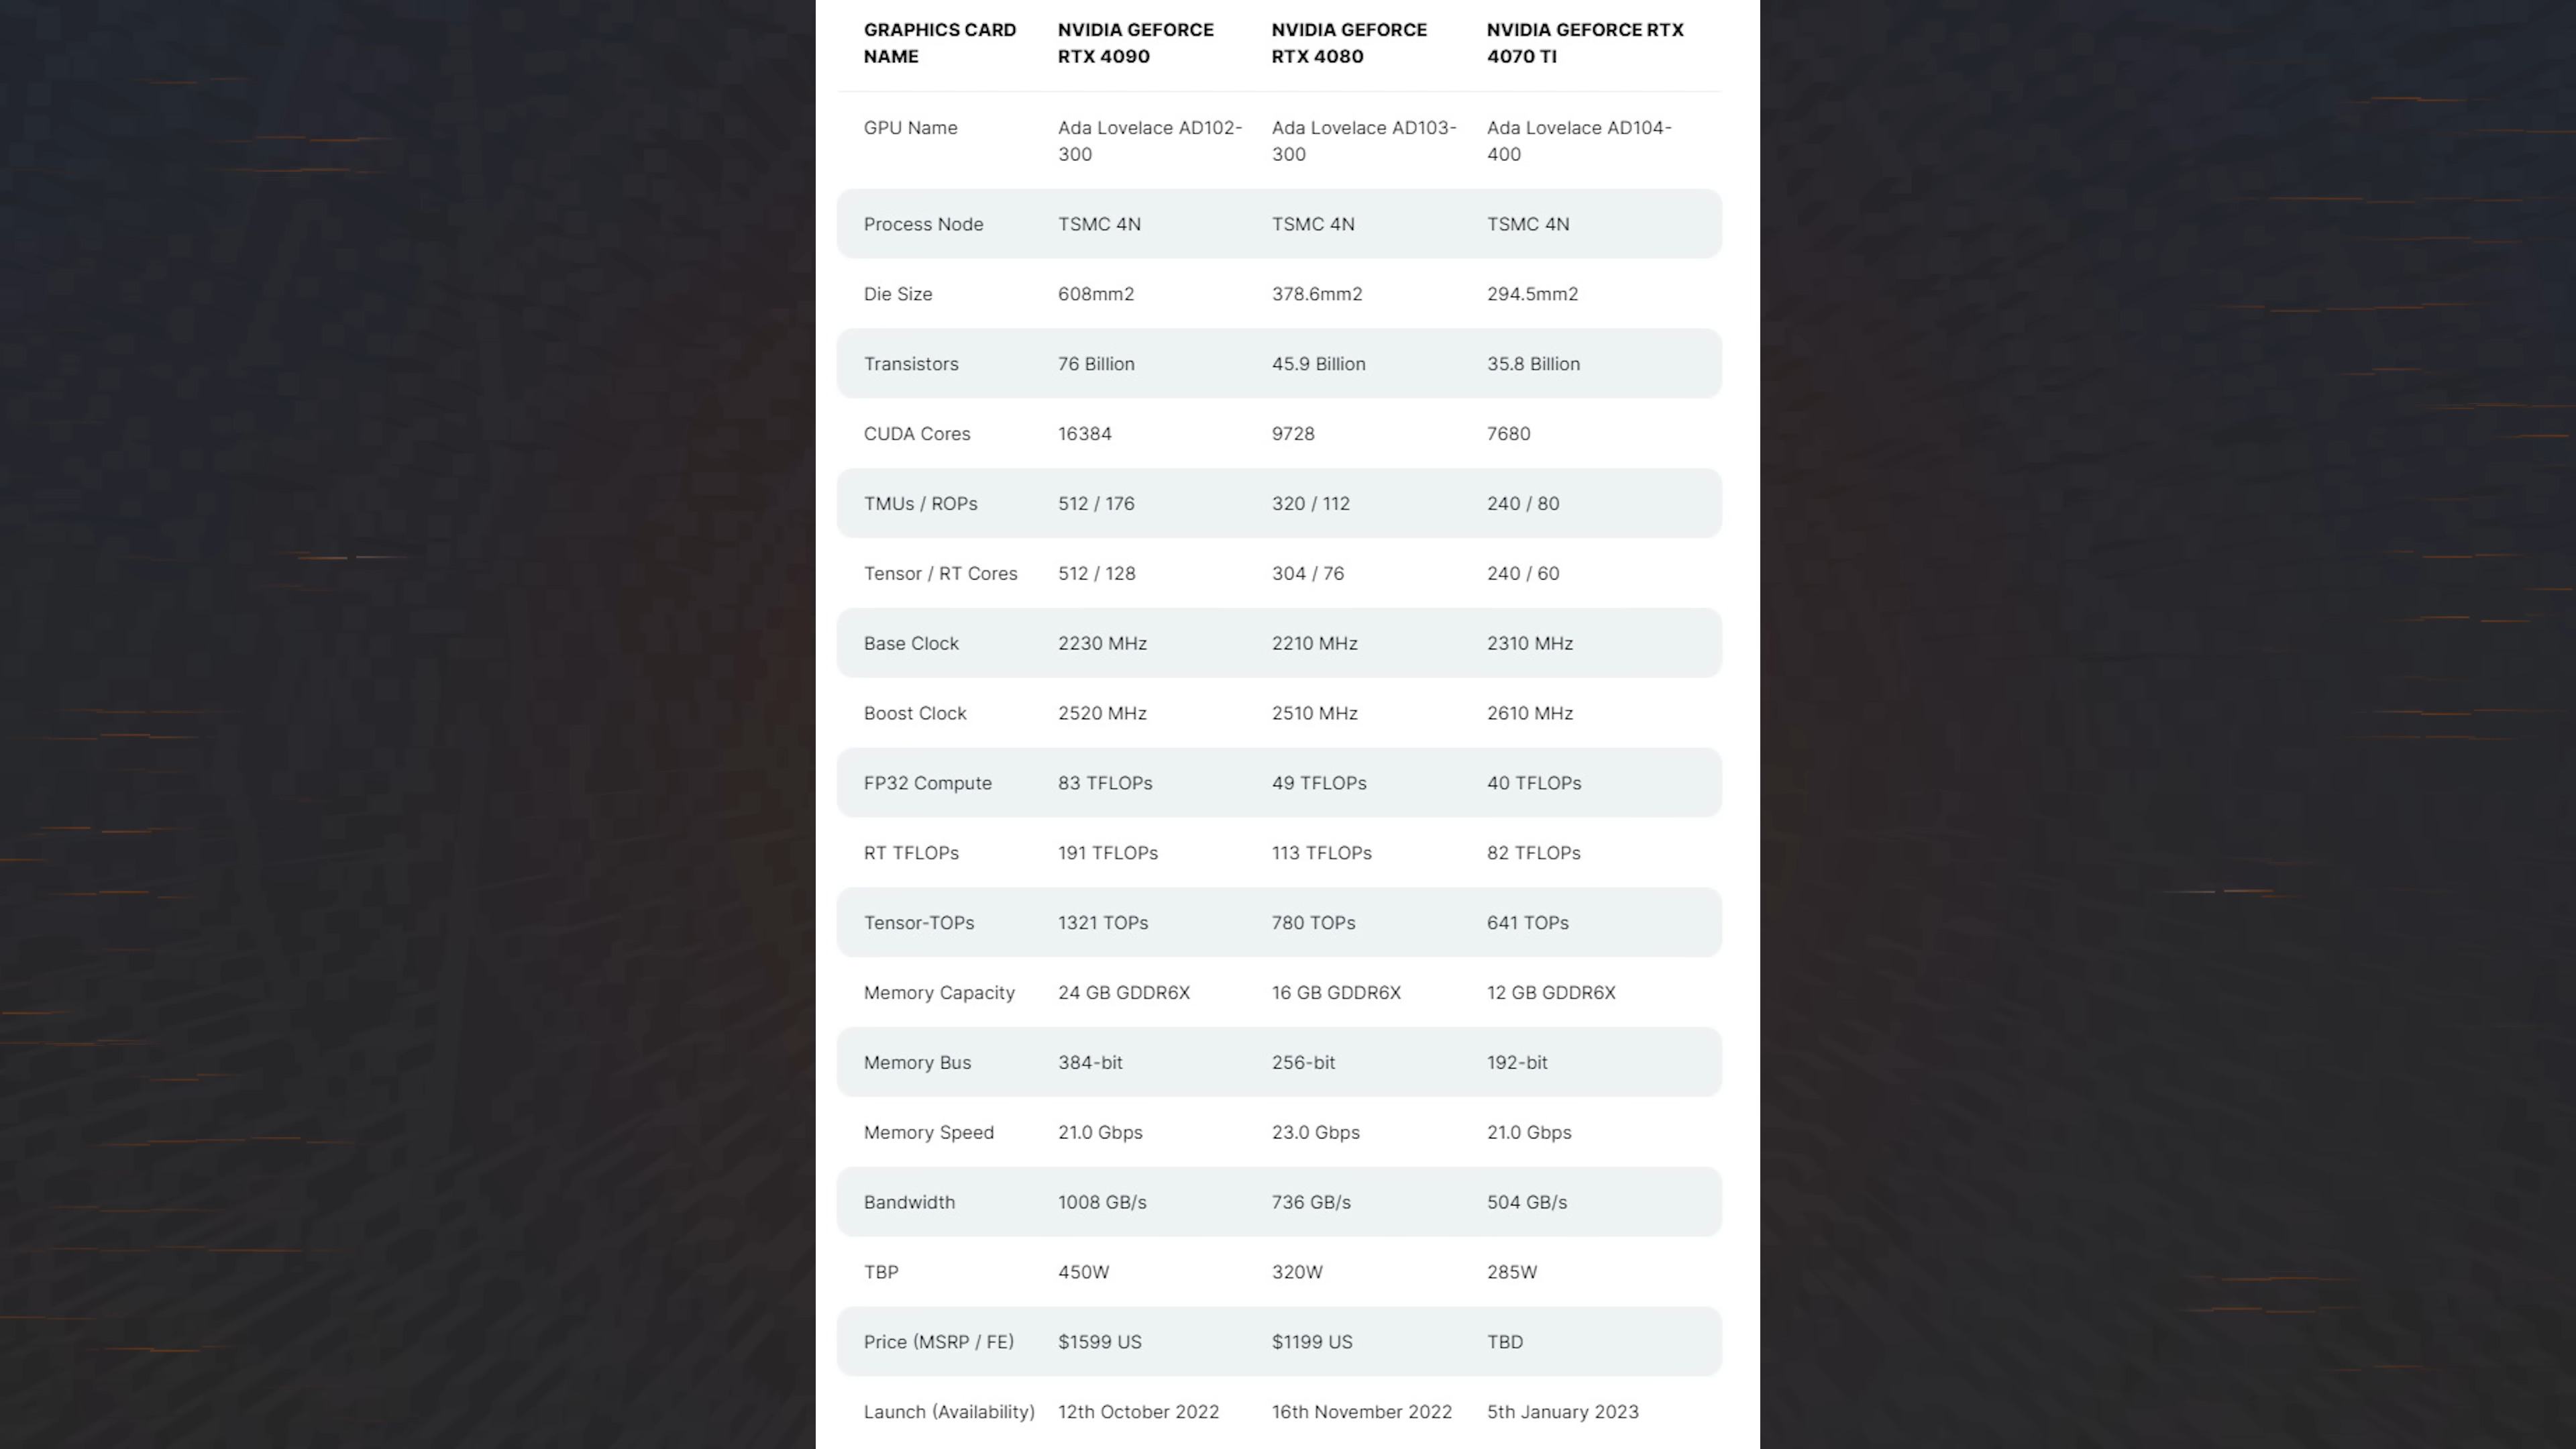 GRAPHICS CARD NAME NVIDIA GEFORCE RTX 4090 NVIDIA GEFORCE RTX 4080 NVIDIA GEFORCE RTX 4070 TI
GPU Name Ada Lovelace AD102-300 Ada Lovelace AD103-300 Ada Lovelace AD104-400
Process Node TSMC 4N TSMC 4N TSMC 4N
Die Size 608mm2 378.6mm2 294.5mm2
Transistors 76 Billion 45.9 Billion 35.8 Billion
CUDA Cores 16384 9728 7680
TMUs / ROPs 512 / 176 320 / 112 240 / 80
Tensor / RT Cores 512 / 128 304 / 76 240 / 60
Base Clock 2230 MHz 2210 MHz 2310 MHz
Boost Clock 2520 MHz 2510 MHz 2610 MHz
FP32 Compute 83 TFLOPs 49 TFLOPs 40 TFLOPs
RT TFLOPs 191 TFLOPs 113 TFLOPs 82 TFLOPs
Tensor-TOPs 1321 TOPs 780 TOPs 641 TOPs
Memory Capacity 24 GB GDDR6X 16 GB GDDR6X 12 GB GDDR6X
Memory Bus 384-bit 256-bit 192-bit
Memory Speed 21.0 Gbps 23.0 Gbps 21.0 Gbps
Bandwidth 1008 GB/s 736 GB/s 504 GB/s
TBP 450W 320W 285W
Price (MSRP / FE) $1599 US $1199 US TBD
Launch (Availability) 12th October 2022 16th November 2022 5th January 2023